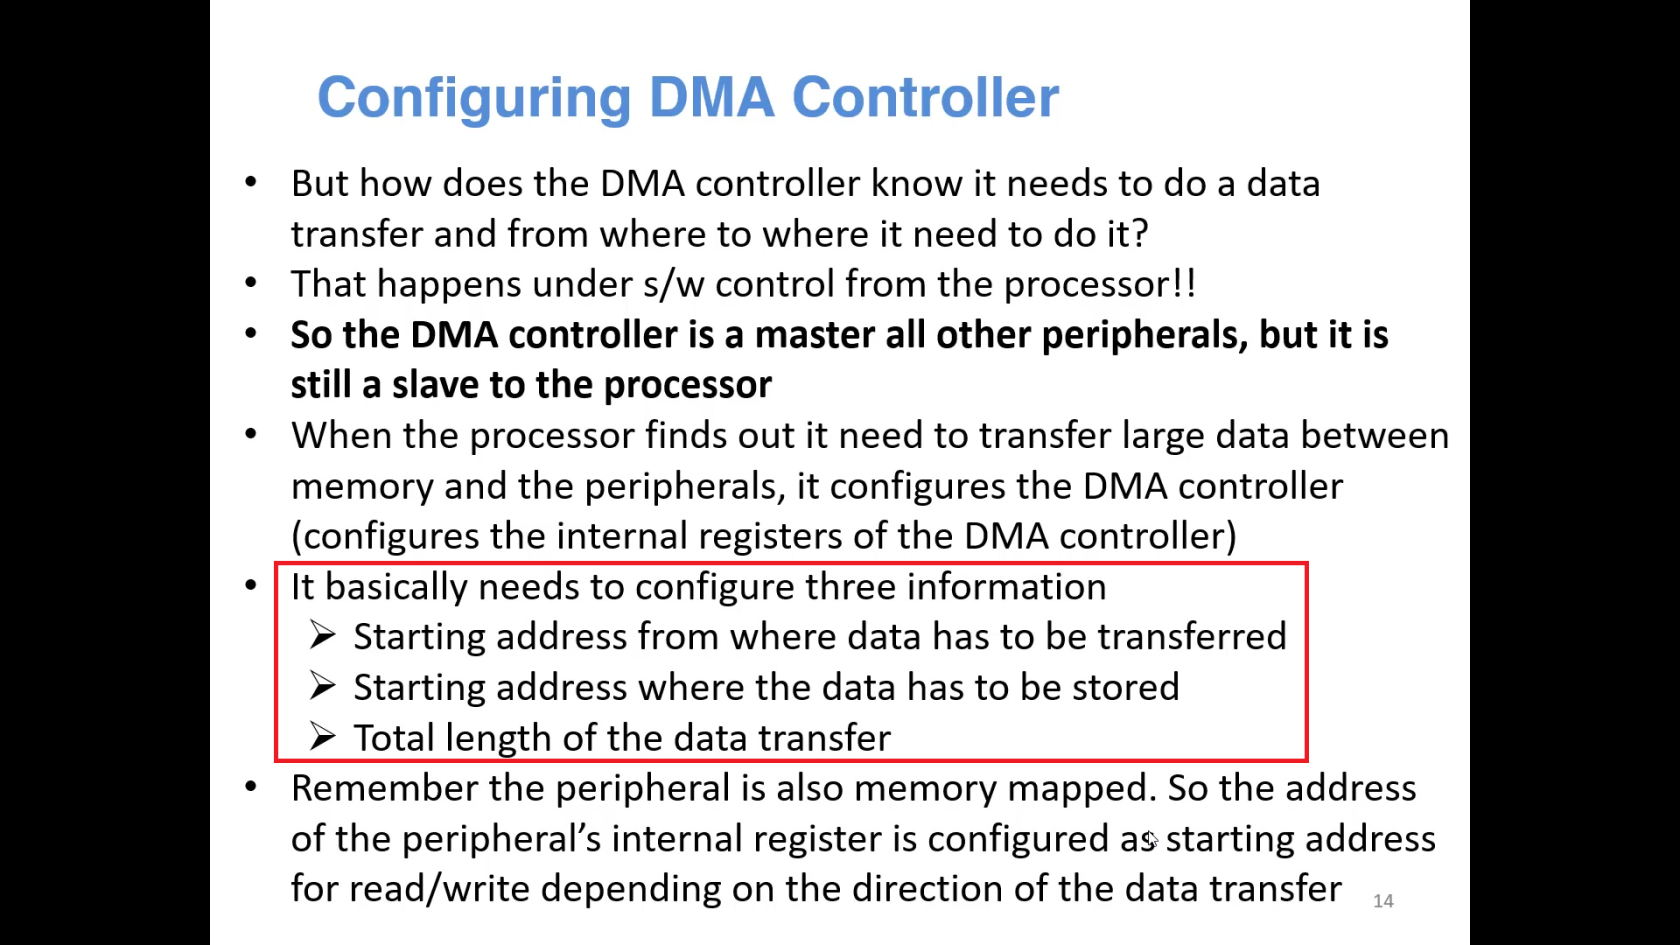 Configuring DMA Controller
• But how does the DMA controller know it needs to do a data
transfer and from where to where it need to do it?
• That happens under s/w control from the processor!!
• So the DMA controller is a master all other peripherals, but it is
still a slave to the processor
• When the processor finds out it need to transfer large data between
memory and the peripherals, it configures the DMA controller
(configures the internal registers of the DMA controller)
• It basically needs to configure three information
➢ Starting address from where data has to be transferred
➢ Starting address where the data has to be stored
➢ Total length of the data transfer
• Remember the peripheral is also memory mapped. So the address
of the peripheral’s internal register is configured as starting address
for read/write depending on the direction of the data transfer
14